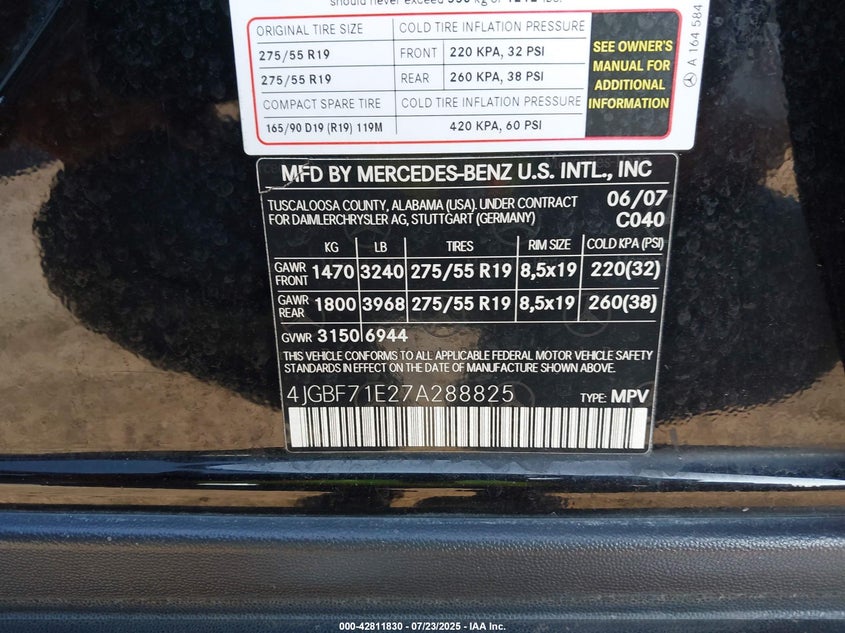 should never exceed 550 kg or 1212 lbs.
ORIGINAL TIRE SIZE COLD TIRE INFLATION PRESSURE
275/55 R19 FRONT 220 KPA, 32 PSI
275/55 R19 REAR 260 KPA, 38 PSI
COMPACT SPARE TIRE COLD TIRE INFLATION PRESSURE
165/90 D19 (R19) 119M 420 KPA, 60 PSI
SEE OWNER'S
MANUAL FOR
ADDITIONAL
INFORMATION
A 164 584
MFD BY MERCEDES-BENZ U.S. INTL., INC
TUSCALOOSA COUNTY, ALABAMA (USA). UNDER CONTRACT 06/07
FOR DAIMLERCHRYSLER AG, STUTTGART (GERMANY) C040
KG LB TIRES RIM SIZE COLD KPA (PSI)
GAWR FRONT 1470 3240 275/55 R19 8,5x19 220(32)
GAWR REAR 1800 3968 275/55 R19 8,5x19 260(38)
GVWR 3150 6944
THIS VEHICLE CONFORMS TO ALL APPLICABLE FEDERAL MOTOR VEHICLE SAFETY
STANDARDS IN EFFECT ON THE DATE OF MANUFACTURE SHOWN ABOVE.
4JGBF71E27A288825 TYPE: MPV
000-42811830 - 07/23/2025 - IAA Inc.